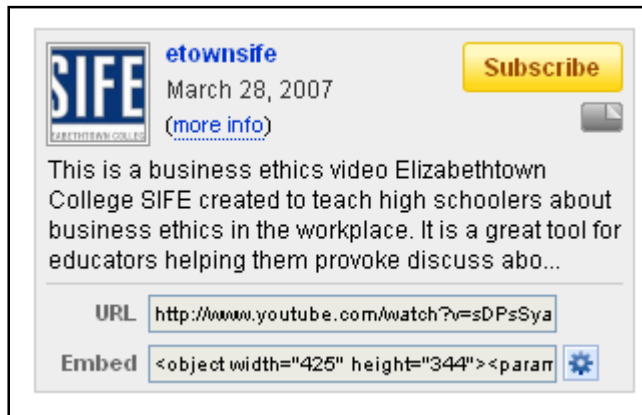 SIFE
etownsife
Subscribe
March 28, 2007
(more info)
This is a business ethics video Elizabethtown
College SIFE created to teach high schoolers about
business ethics in the workplace. It is a great tool for
educators helping them provoke discuss abo...
URL http://www.youtube.com/watch?v=sDPsSya
Embed <object width="425" height="344"><param